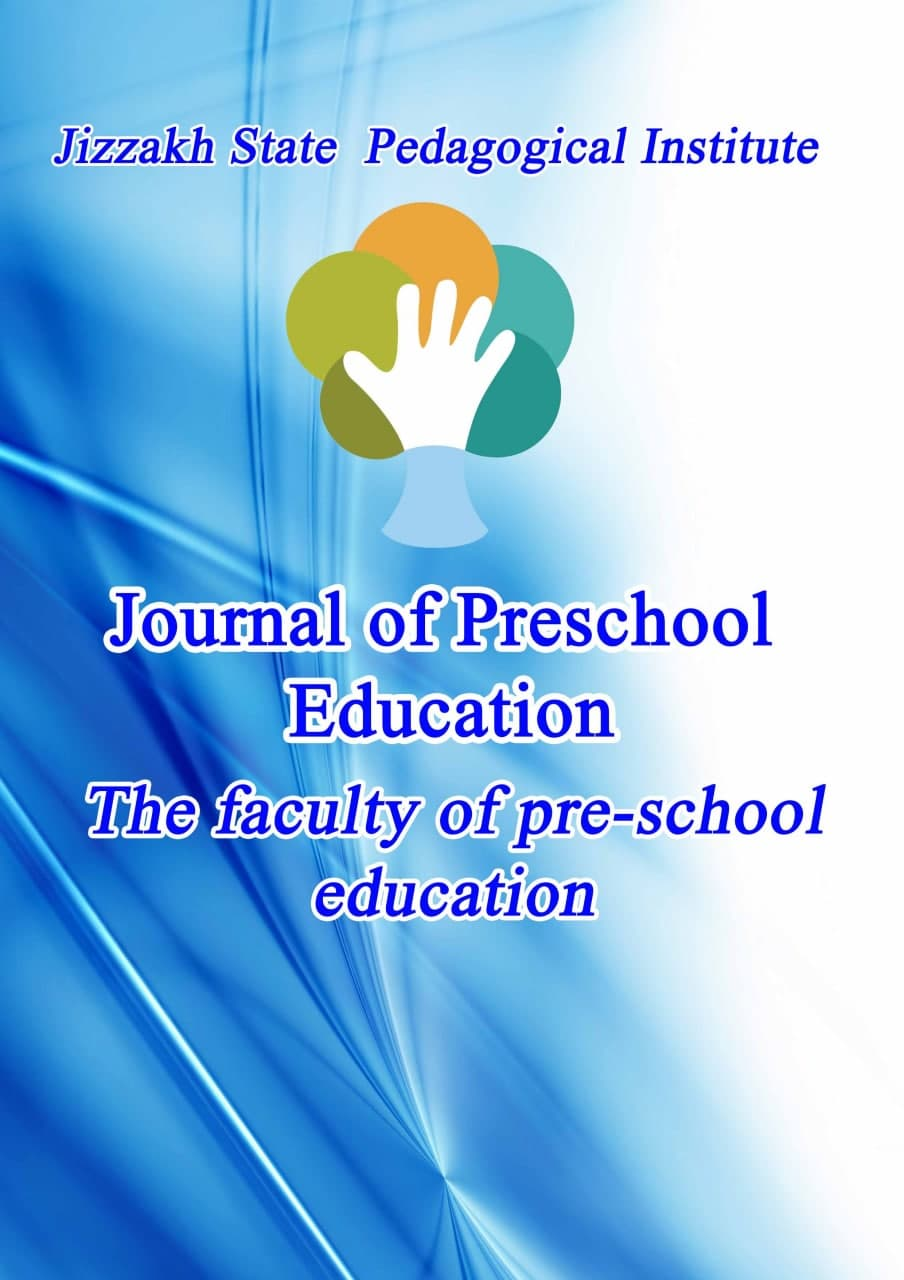 Jizzakh State Pedagogical Institute
Journal of Preschool
Education
The faculty of pre-school
education